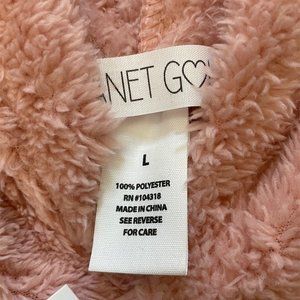 NET G♡
L
100% POLYESTER
RN #104318
MADE IN CHINA
SEE REVERSE
FOR CARE